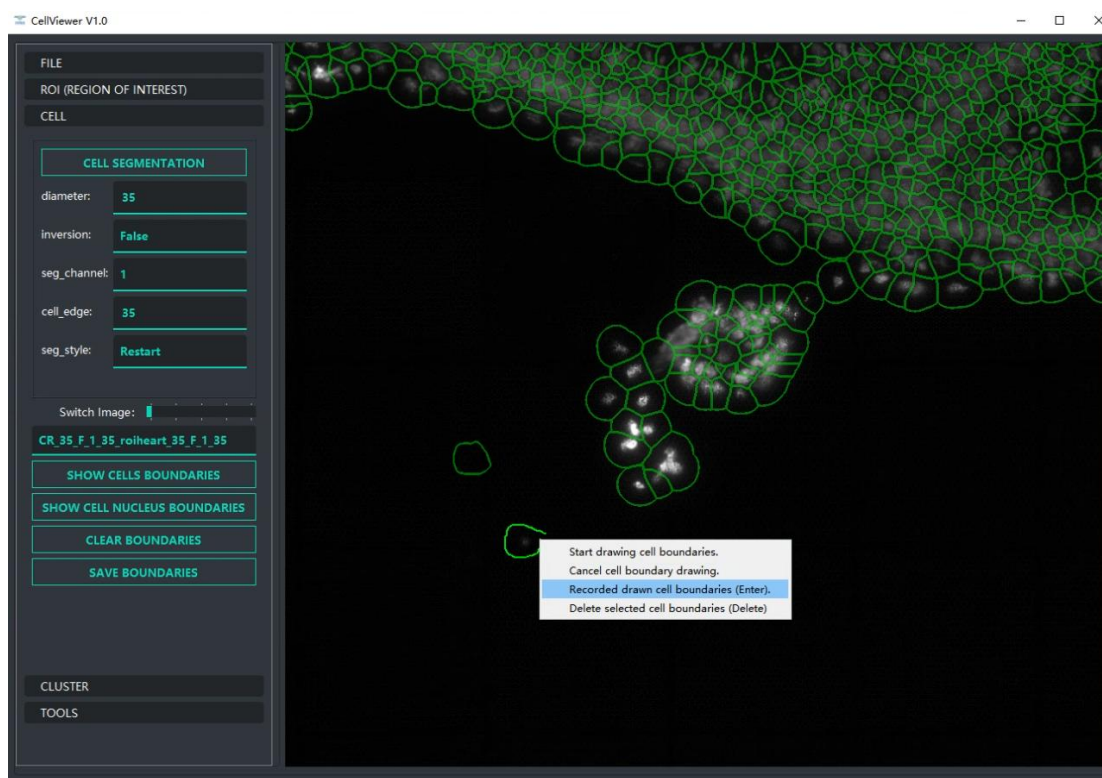 CellViewer V1.0
FILE
ROI (REGION OF INTEREST)
CELL
CELL SEGMENTATION
diameter: 35
inversion: False
seg_channel: 1
cell_edge: 35
seg_style: Restart
Switch Image:
CR_35_F_1_35_roiheart_35_F_1_35
SHOW CELLS BOUNDARIES
SHOW CELL NUCLEUS BOUNDARIES
CLEAR BOUNDARIES
SAVE BOUNDARIES
Start drawing cell boundaries.
Cancel cell boundary drawing.
Recorded drawn cell boundaries (Enter).
Delete selected cell boundaries (Delete)
CLUSTER
TOOLS